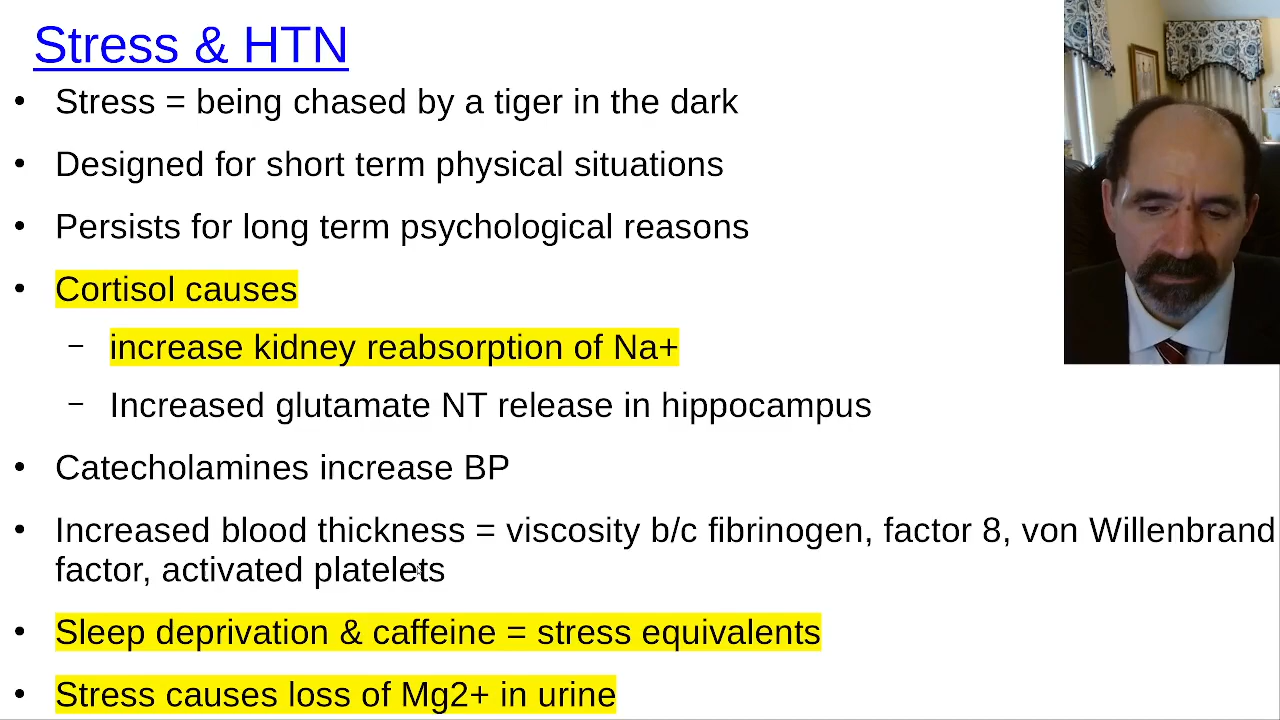 Stress & HTN
• Stress = being chased by a tiger in the dark
• Designed for short term physical situations
• Persists for long term psychological reasons
• Cortisol causes
– increase kidney reabsorption of Na+
– Increased glutamate NT release in hippocampus
• Catecholamines increase BP
• Increased blood thickness = viscosity b/c fibrinogen, factor 8, von Willenbrand
factor, activated platelets
• Sleep deprivation & caffeine = stress equivalents
• Stress causes loss of Mg2+ in urine